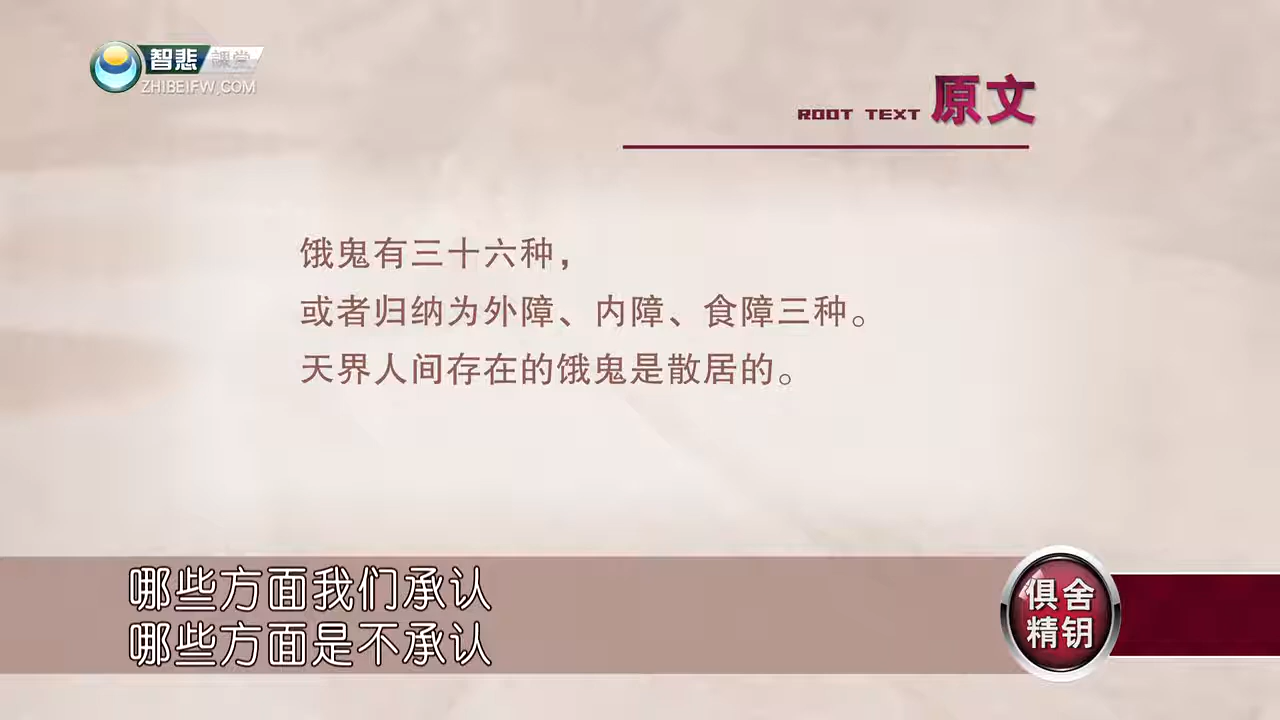 智悲課堂
ZHIBEIFW.COM
ROOT TEXT 原文
饿鬼有三十六种，
或者归纳为外障、内障、食障三种。
天界人间存在的饿鬼是散居的。
哪些方面我们承认
哪些方面是不承认
俱舍
精钥